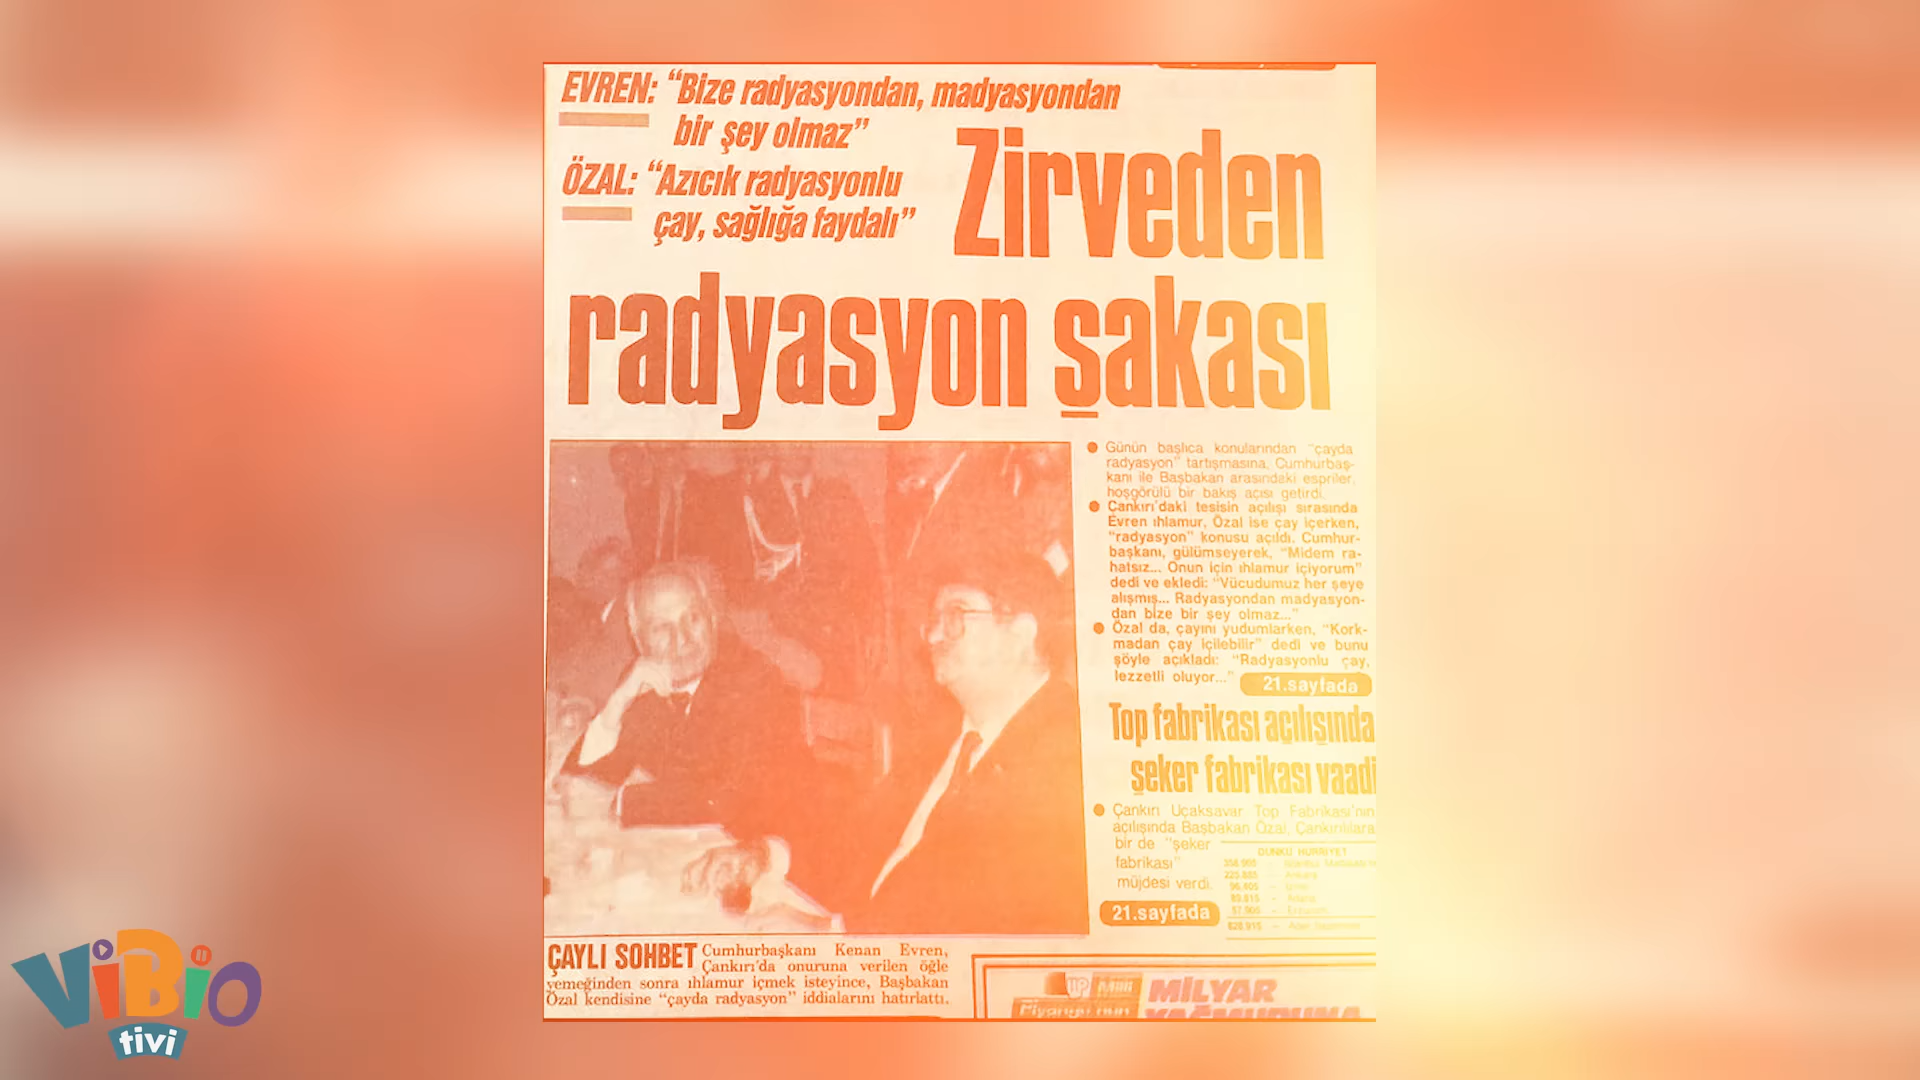 EVREN: “Bize radyasyondan, madyasyondan
bir şey olmaz”
ÖZAL: “Azıcık radyasyonlu
çay, sağlığa faydalı”
Zirveden
radyasyon şakası
Günün başlıca konularından “çayda
radyasyon” tartışmasına, Cumhurbaş-
kanı ile Başbakan arasındaki espriler,
hoşgörülü bir bakış açısı getirdi.
Çankırı’daki tesisin açılışı sırasında
Evren ıhlamur, Özal ise çay içerken,
“radyasyon” konusu açıldı. Cumhur-
başkanı, gülümseyerek, “Midem ra-
hatsız... Onun için ıhlamur içiyorum”
dedi ve ekledi: “Vücudumuz her şeye
alışmış... Radyasyondan madyasyon-
dan bize bir şey olmaz...”
Özal da, çayını yudumlarken, “Kork-
madan çay içilebilir” dedi ve bunu
şöyle açıkladı: “Radyasyonlu çay,
lezzetli oluyor...”
21.sayfada
Top fabrikası açılışında
şeker fabrikası vaadi
Çankırı Uçaksavar Top Fabrikası’nın
açılışında Başbakan Özal, Çankırılılara
bir de “şeker
fabrikası”
müjdesi verdi.
21.sayfada
DÜNKÜ HÜRRİYET
ÇAYLI SOHBET Cumhurbaşkanı Kenan Evren,
Çankırı’da onuruna verilen öğle
yemeğinden sonra ıhlamur içmek isteyince, Başbakan
Özal kendisine “çayda radyasyon” iddialarını hatırlattı.
Milli
Piyango’nun
MİLYAR
YAĞMURUNA
ViBiO
tivi